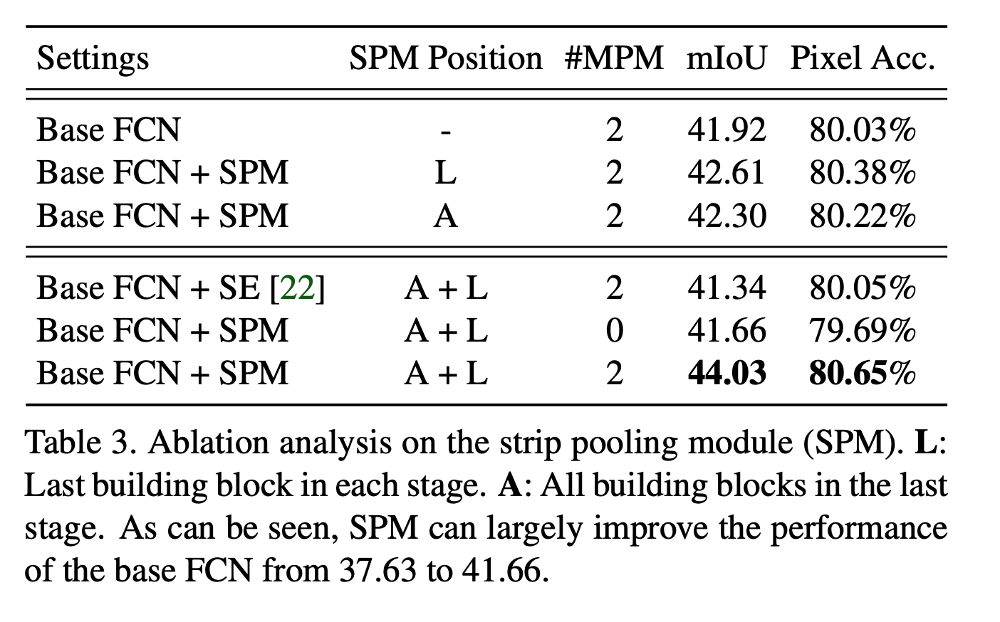 Settings SPM Position #MPM mIoU Pixel Acc.
Base FCN - 2 41.92 80.03%
Base FCN + SPM L 2 42.61 80.38%
Base FCN + SPM A 2 42.30 80.22%
Base FCN + SE [22] A + L 2 41.34 80.05%
Base FCN + SPM A + L 0 41.66 79.69%
Base FCN + SPM A + L 2 44.03 80.65%
Table 3. Ablation analysis on the strip pooling module (SPM). L:
Last building block in each stage. A: All building blocks in the last
stage. As can be seen, SPM can largely improve the performance
of the base FCN from 37.63 to 41.66.